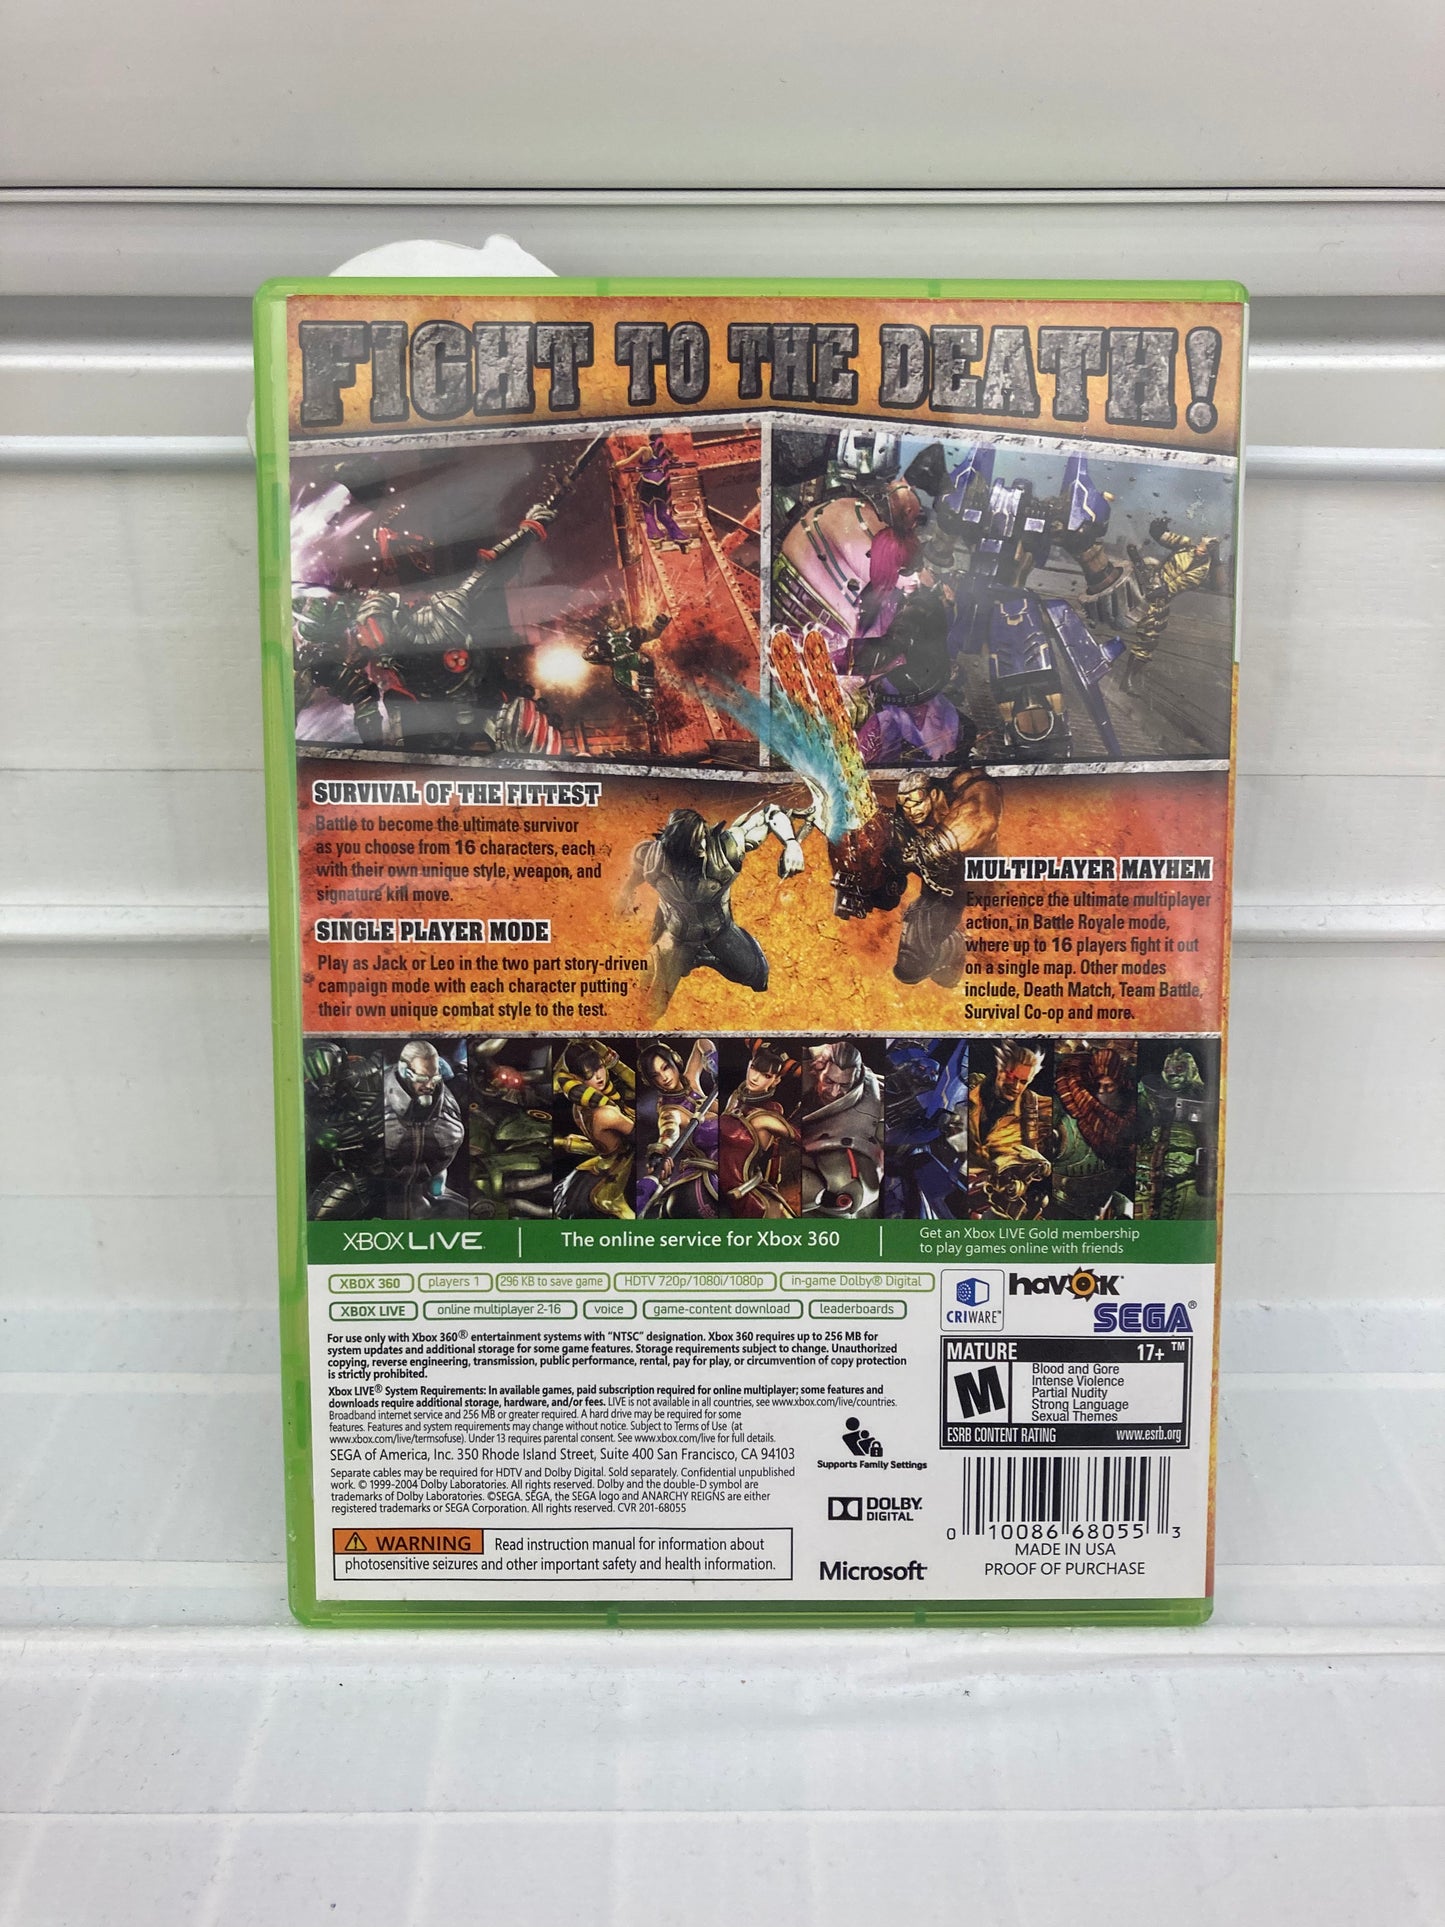 FIGHT TO THE DEATH!
SURVIVAL OF THE FITTEST
Battle to become the ultimate survivor
as you choose from 16 characters, each
with their own unique style, weapon, and
signature kill move.
SINGLE PLAYER MODE
Play as Jack or Leo in the two part story-driven
campaign mode with each character putting
their own unique combat style to the test.
MULTIPLAYER MAYHEM
Experience the ultimate multiplayer
action, in Battle Royale mode,
where up to 16 players fight it out
on a single map. Other modes
include, Death Match, Team Battle,
Survival Co-op and more.
XBOX LIVE
The online service for Xbox 360
Get an Xbox LIVE Gold membership
to play games online with friends
XBOX 360 players 1 296 KB to save game HDTV 720p/1080i/1080p in-game Dolby® Digital
XBOX LIVE online multiplayer 2-16 voice game-content download leaderboards
For use only with Xbox 360® entertainment systems with "NTSC" designation. Xbox 360 requires up to 256 MB for
system updates and additional storage for some game features. Storage requirements subject to change. Unauthorized
copying, reverse engineering, transmission, public performance, rental, pay for play, or circumvention of copy protection
is strictly prohibited.
Xbox LIVE® System Requirements: In available games, paid subscription required for online multiplayer; some features and
downloads require additional storage, hardware, and/or fees. LIVE is not available in all countries, see www.xbox.com/live/countries.
Broadband internet service and 256 MB or greater required. A hard drive may be required for some
features. Features and system requirements may change without notice. Subject to Terms of Use (at
www.xbox.com/live/termsofuse). Under 13 requires parental consent. See www.xbox.com/live for full details.
SEGA of America, Inc. 350 Rhode Island Street, Suite 400 San Francisco, CA 94103
Separate cables may be required for HDTV and Dolby Digital. Sold separately. Confidential unpublished
work. © 1999-2004 Dolby Laboratories. All rights reserved. Dolby and the double-D symbol are
trademarks of Dolby Laboratories. ©SEGA. SEGA, the SEGA logo and ANARCHY REIGNS are either
registered trademarks or SEGA Corporation. All rights reserved. CVR 201-68055
WARNING Read instruction manual for information about
photosensitive seizures and other important safety and health information.
CRIWARE™
havok
SEGA®
MATURE 17+ ™
M
Blood and Gore
Intense Violence
Partial Nudity
Strong Language
Sexual Themes
ESRB CONTENT RATING www.esrb.org
Supports Family Settings
DOLBY.
DIGITAL
Microsoft
0 10086 68055 3
MADE IN USA
PROOF OF PURCHASE